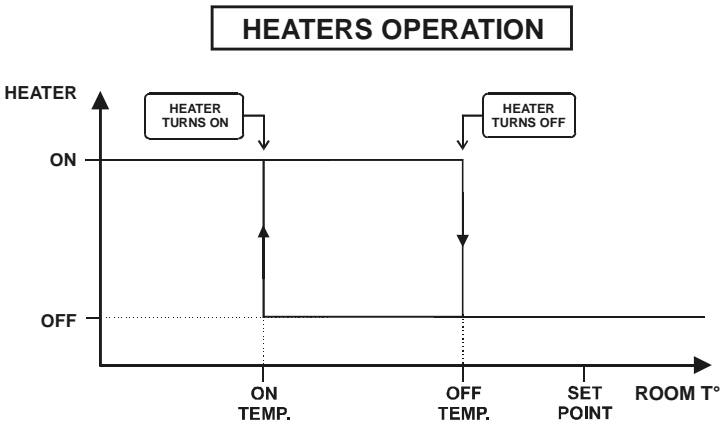 HEATERS OPERATION
HEATER
HEATER
TURNS ON
HEATER
TURNS OFF
ON
OFF
ON
TEMP.
OFF
TEMP.
SET
POINT
ROOM T°